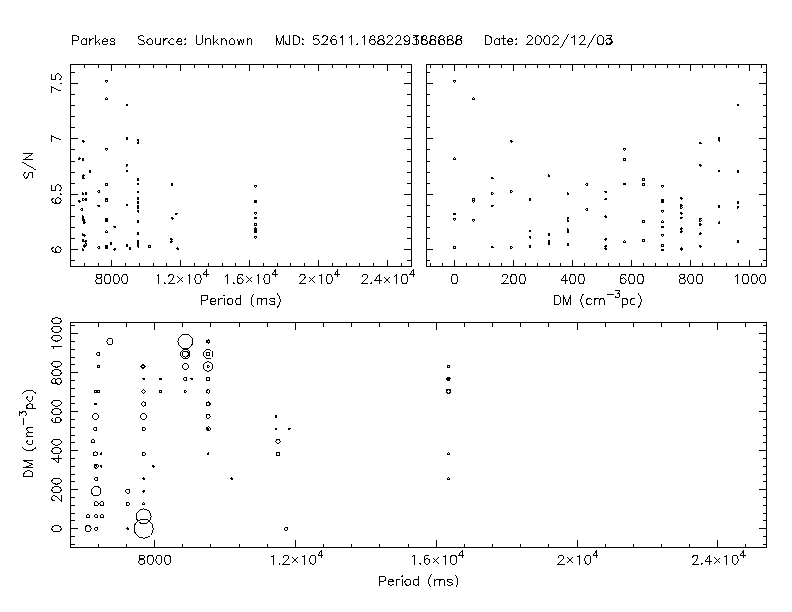 Parkes Source: Unknown MJD: 52611.168229 Date: 2002/12/03
7.5
7
6.5
6
S/N
8000 1.2×10⁴ 1.6×10⁴ 2×10⁴ 2.4×10⁴
Period (ms)
0 200 400 600 800 1000
DM (cm⁻³pc)
1000
800
600
400
200
0
DM (cm⁻³pc)
8000 1.2×10⁴ 1.6×10⁴ 2×10⁴ 2.4×10⁴
Period (ms)